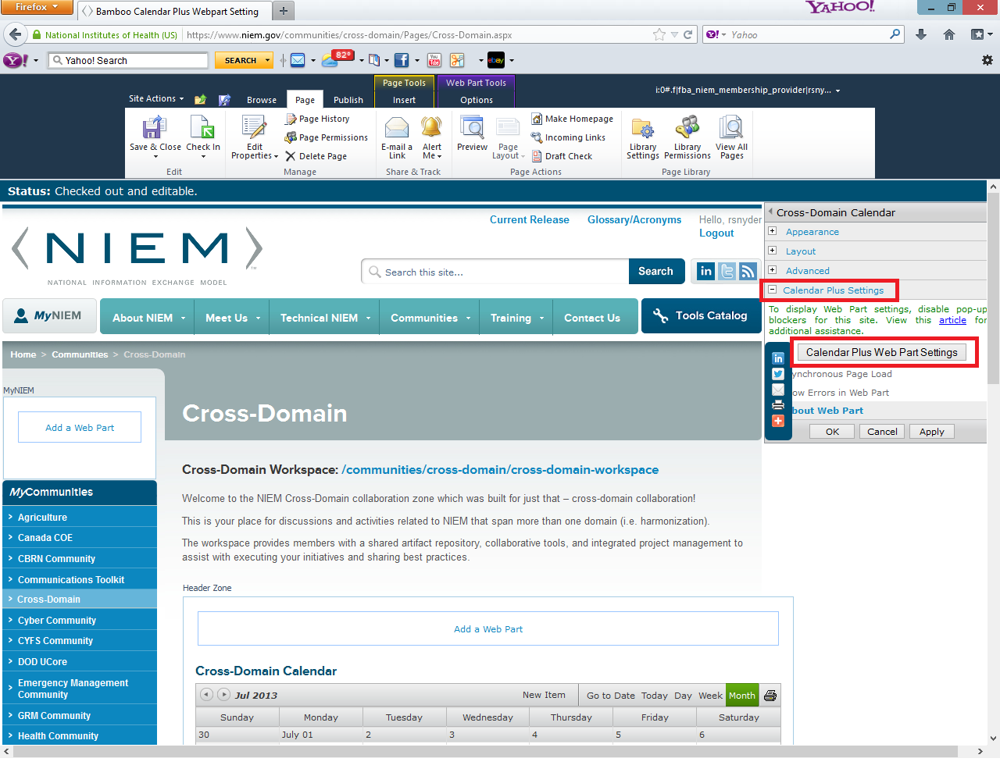 Firefox
Bamboo Calendar Plus Webpart Setting
YAHOO!
National Institutes of Health (US)
https://www.niem.gov/communities/cross-domain/Pages/Cross-Domain.aspx
Yahoo
Y!
Yahoo! Search
SEARCH
82°
You Tube
ebay
Page Tools
Web Part Tools
Site Actions
Browse
Page
Publish
Insert
Options
i:0#.f|fba_niem_membership_provider|rsny...
Save & Close
Check In
Edit
Edit Properties
Page History
Page Permissions
Delete Page
Manage
E-mail a Link
Alert Me
Share & Track
Preview
Page Layout
Make Homepage
Incoming Links
Draft Check
Page Actions
Library Settings
Library Permissions
View All Pages
Page Library
Status: Checked out and editable.
Current Release
Glossary/Acronyms
Hello, rsnyder
Logout
NIEM
NATIONAL INFORMATION EXCHANGE MODEL
Search this site...
Search
MyNIEM
About NIEM
Meet Us
Technical NIEM
Communities
Training
Contact Us
Tools Catalog
Home > Communities > Cross-Domain
Cross-Domain Calendar
Appearance
Layout
Advanced
Calendar Plus Settings
To display Web Part settings, disable pop-up
blockers for this site. View this article for
additional assistance.
Calendar Plus Web Part Settings
ynchronous Page Load
ow Errors in Web Part
bout Web Part
OK
Cancel
Apply
MyNIEM
Add a Web Part
MyCommunities
Agriculture
Canada COE
CBRN Community
Communications Toolkit
Cross-Domain
Cyber Community
CYFS Community
DOD UCore
Emergency Management
Community
GRM Community
Health Community
Cross-Domain
Cross-Domain Workspace: /communities/cross-domain/cross-domain-workspace
Welcome to the NIEM Cross-Domain collaboration zone which was built for just that – cross-domain collaboration!
This is your place for discussions and activities related to NIEM that span more than one domain (i.e. harmonization).
The workspace provides members with a shared artifact repository, collaborative tools, and integrated project management to
assist with executing your initiatives and sharing best practices.
Header Zone
Add a Web Part
Cross-Domain Calendar
Jul 2013
New Item
Go to Date
Today
Day
Week
Month
Sunday
Monday
Tuesday
Wednesday
Thursday
Friday
Saturday
30
July 01
2
3
4
5
6